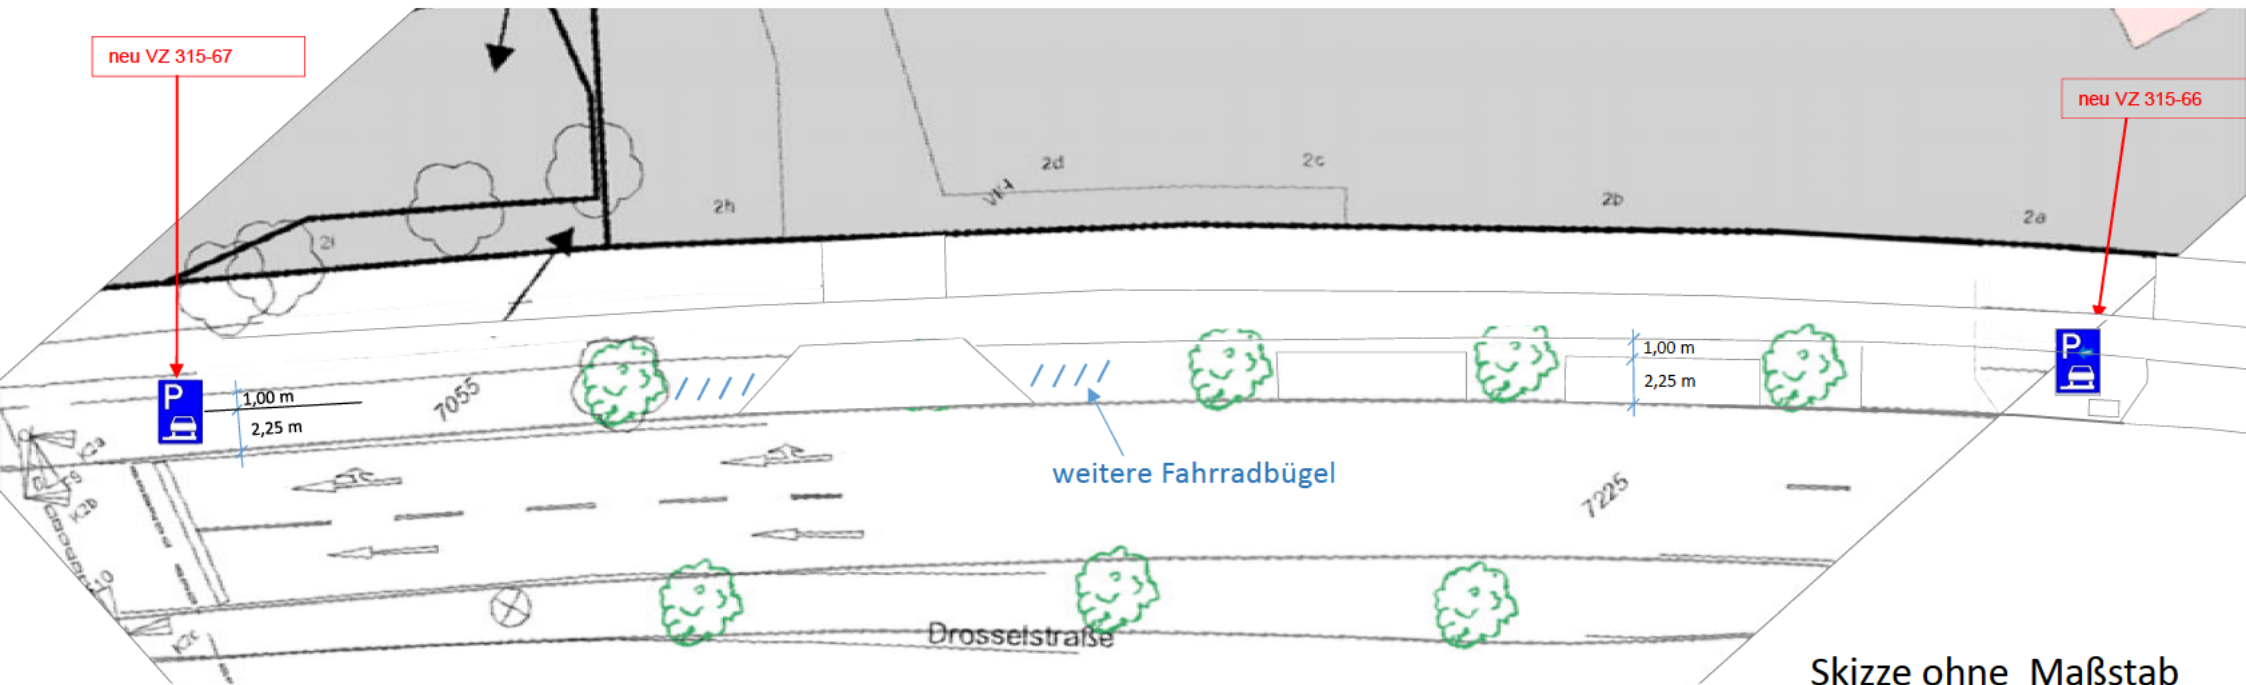 neu VZ 315-67
neu VZ 315-66
2d
2c
2b
2a
2h
2i
P
1,00 m
2,25 m
7055
1,00 m
2,25 m
P
weitere Fahrradbügel
7225
Drosselstraße
Skizze ohne Maßstab